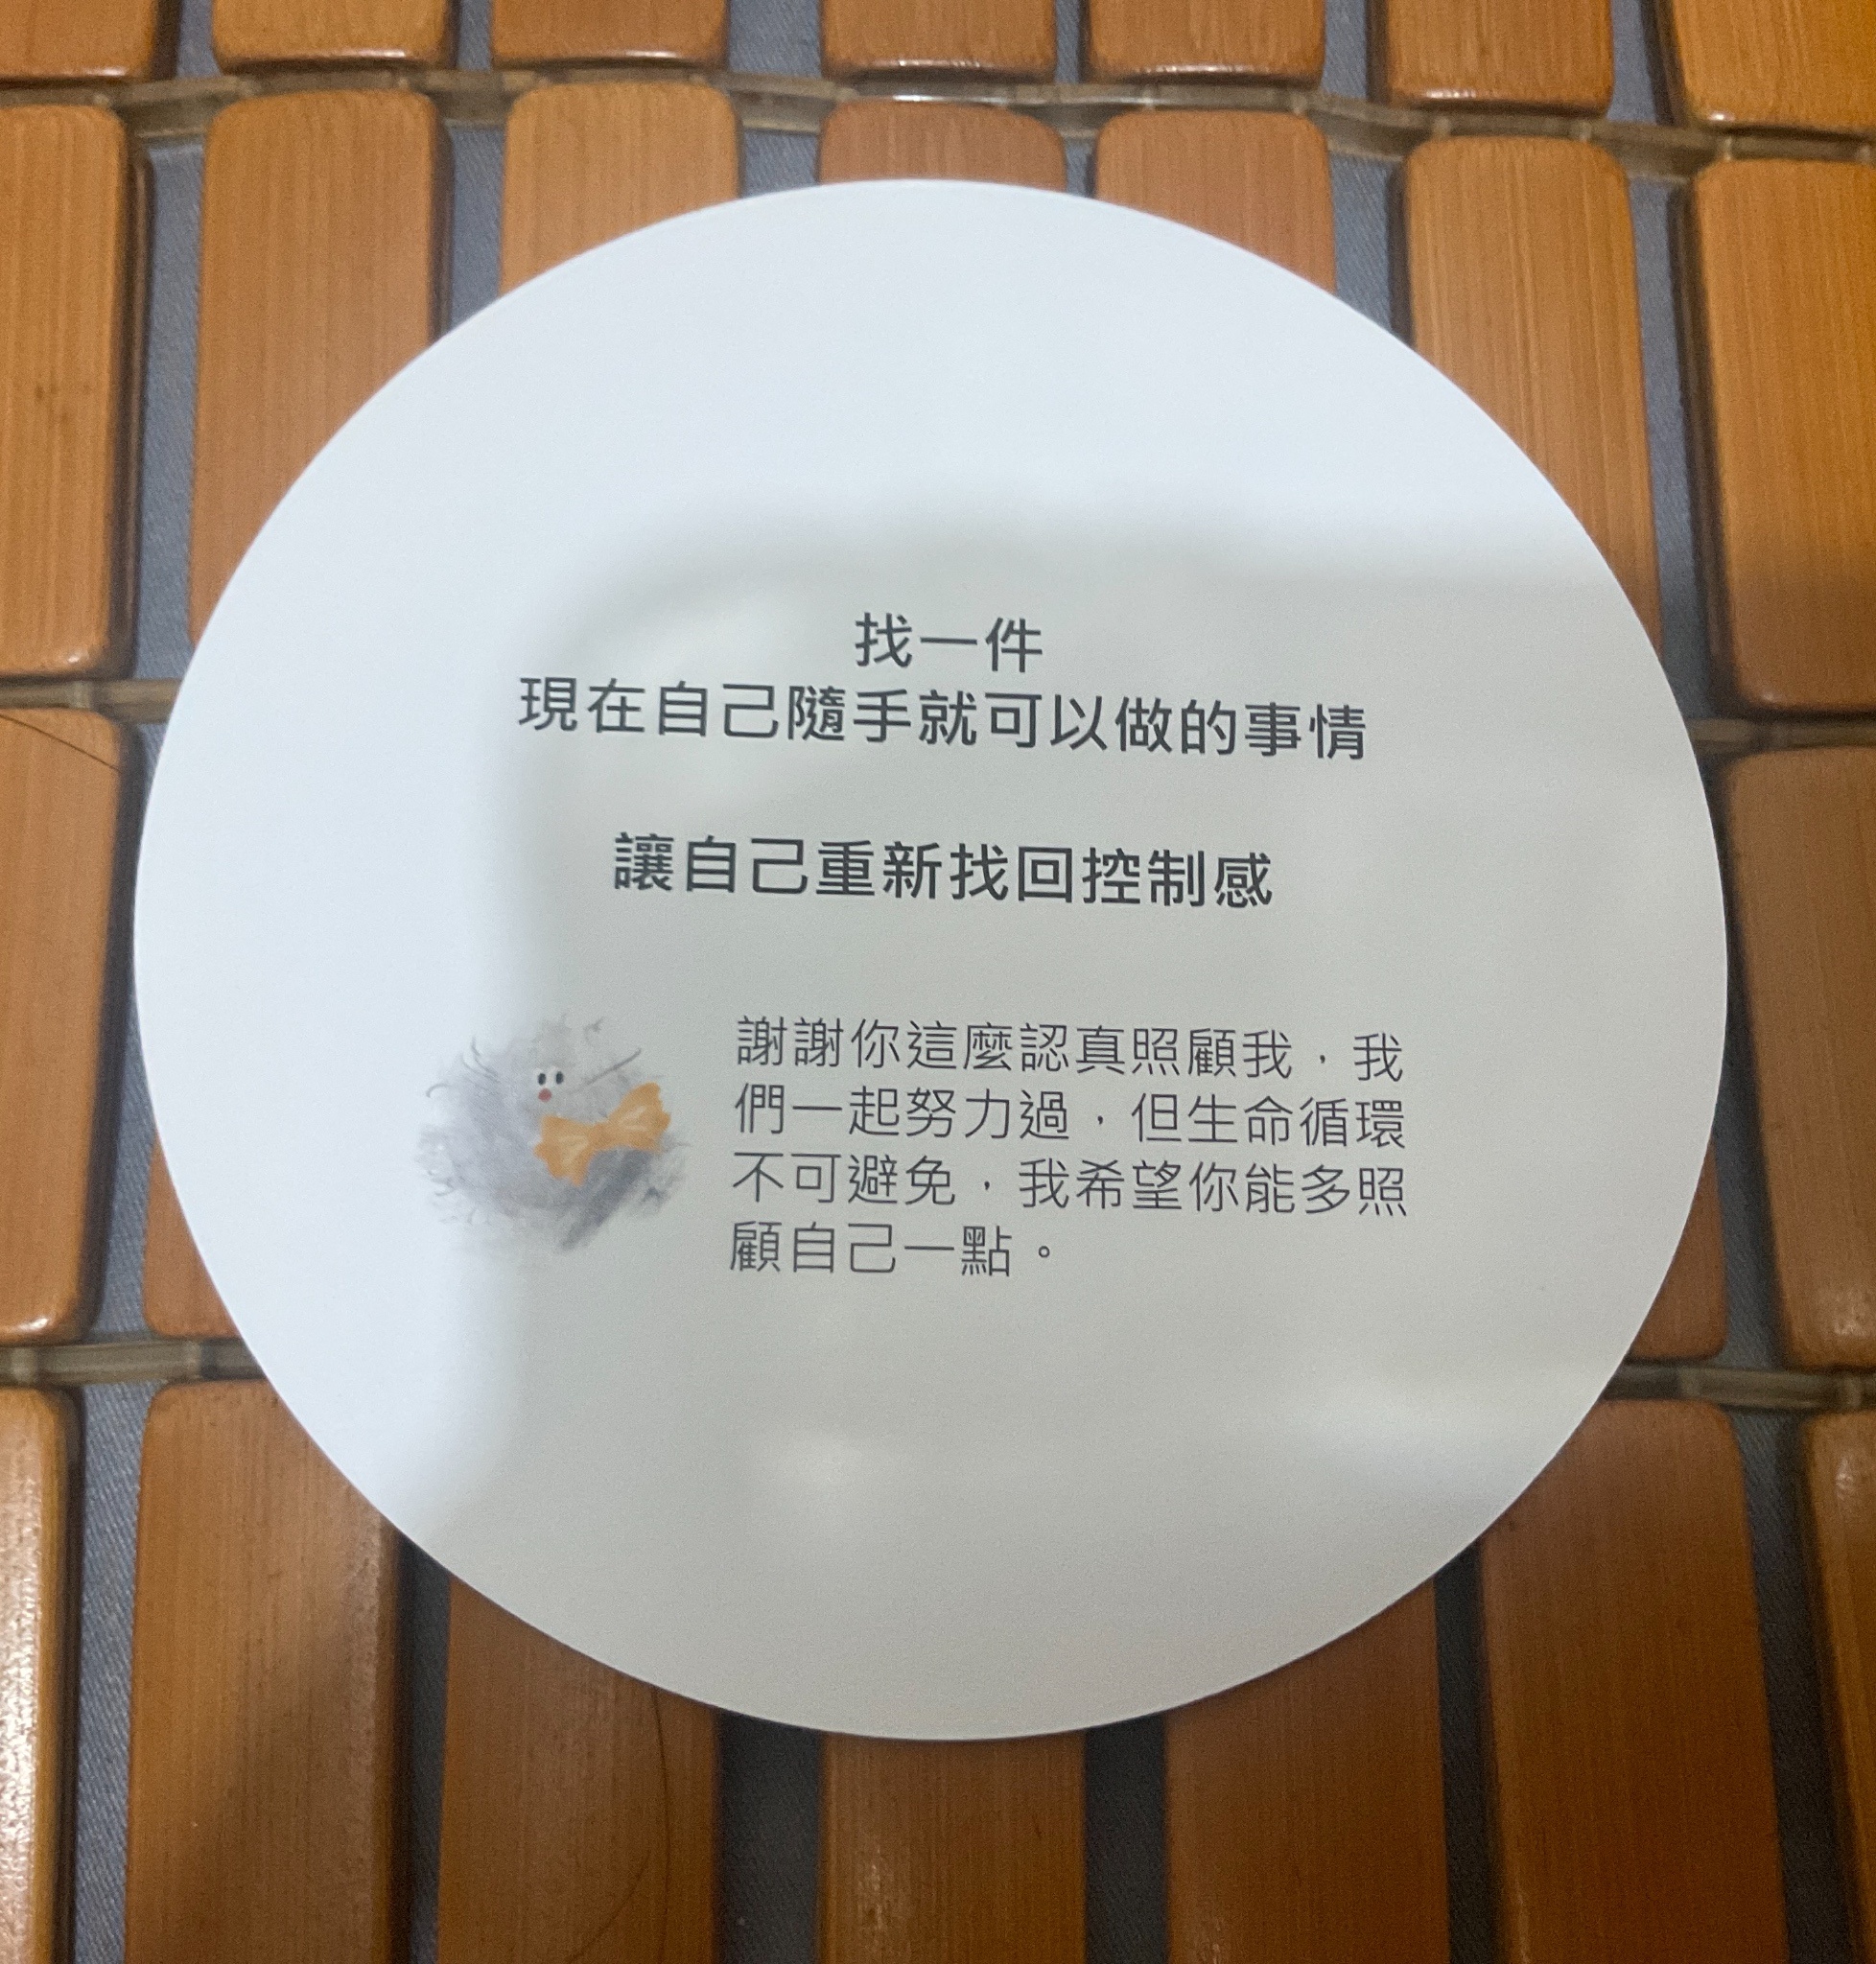 找一件
現在自己隨手就可以做的事情
讓自己重新找回控制感
謝謝你這麼認真照顧我，我
們一起努力過，但生命循環
不可避免，我希望你能多照
顧自己一點。